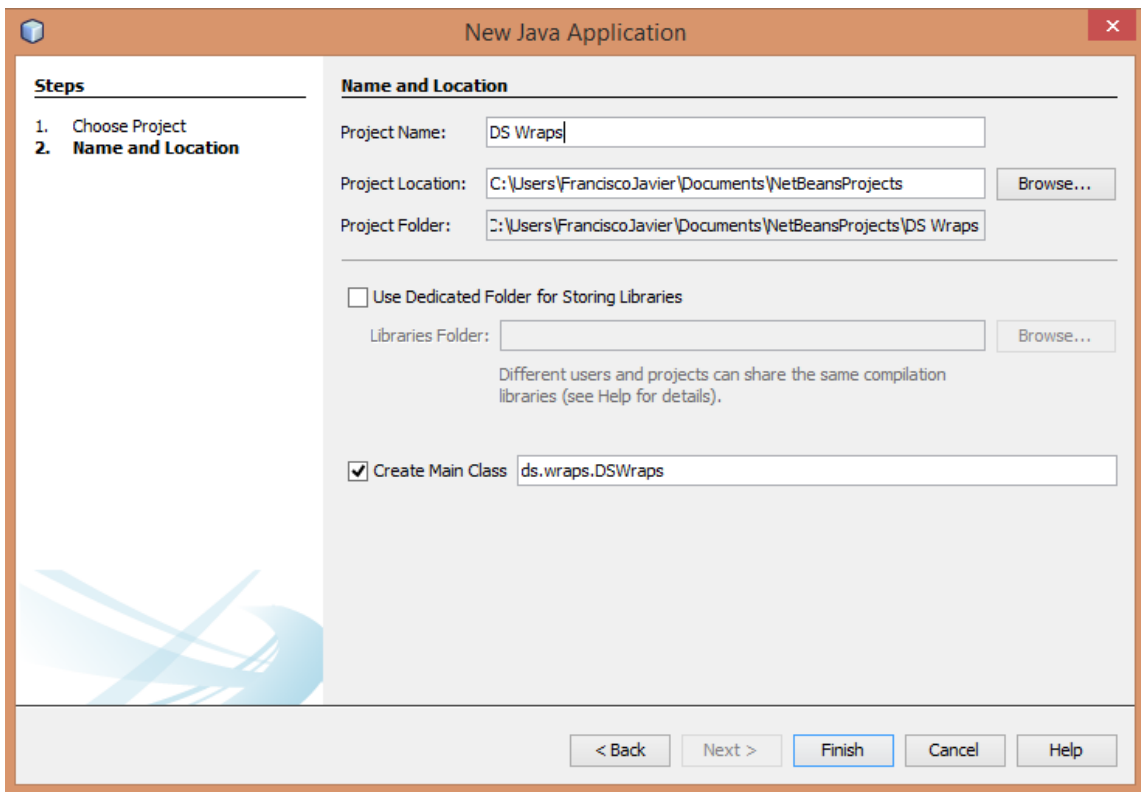 New Java Application
Steps
1. Choose Project
2. Name and Location
Name and Location
Project Name: DS Wraps
Project Location: C:\Users\FranciscoJavier\Documents\NetBeansProjects Browse...
Project Folder: C:\Users\FranciscoJavier\Documents\NetBeansProjects\DS Wraps
Use Dedicated Folder for Storing Libraries
Libraries Folder: Browse...
Different users and projects can share the same compilation
libraries (see Help for details).
Create Main Class ds.wraps.DSWraps
< Back Next > Finish Cancel Help